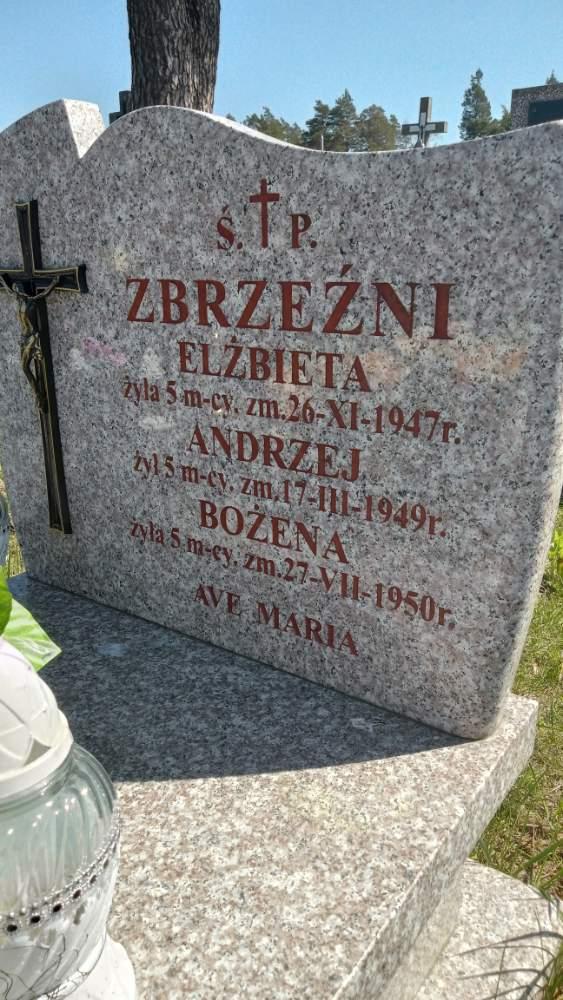 Ś. P.
ZBRZEŹNI
ELŻBIETA
żyła 5 m-cy. zm.26-XI-1947r.
ANDRZEJ
żył 5 m-cy. zm.17-III-1949r.
BOŻENA
żyła 5 m-cy. zm.27-VII-1950r.
AVE MARIA